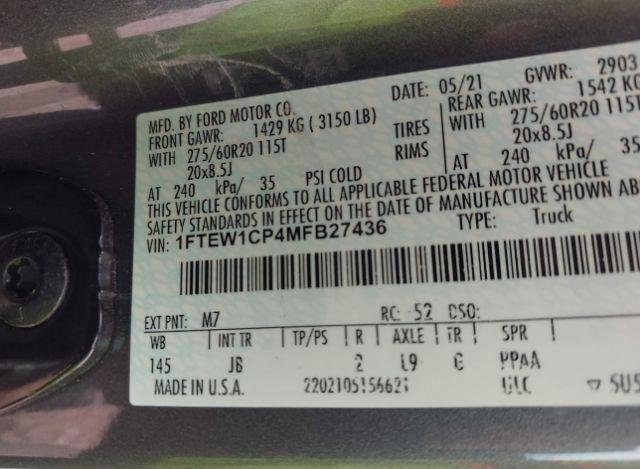 MFD. BY FORD MOTOR CO. DATE: 05/21 GVWR: 2903
FRONT GAWR: 1429 KG ( 3150 LB) REAR GAWR: 1542 KG
WITH 275/60R20 115T TIRES WITH 275/60R20 115T
20x8.5J RIMS 20x8.5J
AT 240 kPa/ 35 PSI COLD AT 240 kPa/ 35
THIS VEHICLE CONFORMS TO ALL APPLICABLE FEDERAL MOTOR VEHICLE
SAFETY STANDARDS IN EFFECT ON THE DATE OF MANUFACTURE SHOWN AB
VIN: 1FTEW1CP4MFB27436 TYPE: Truck
EXT PNT: M7 RC: 52 DSO:
WB INT TR TP/PS R AXLE TR SPR
145 JB 2 L9 G PPAA
MADE IN U.S.A. ULC